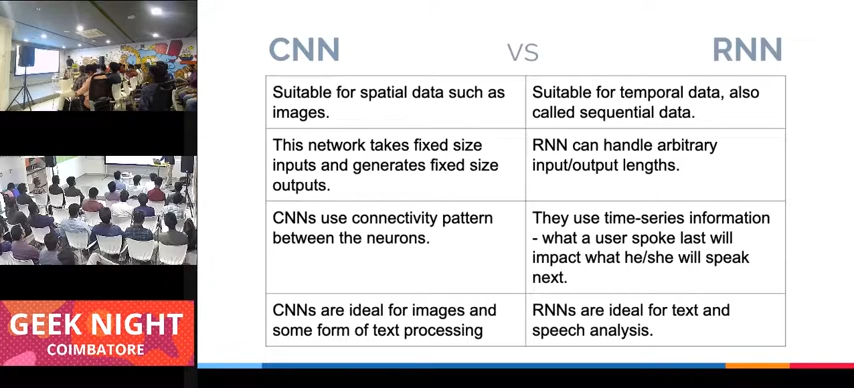 CNN vs RNN
Suitable for spatial data such as
images.
Suitable for temporal data, also
called sequential data.
This network takes fixed size
inputs and generates fixed size
outputs.
RNN can handle arbitrary
input/output lengths.
CNNs use connectivity pattern
between the neurons.
They use time-series information
- what a user spoke last will
impact what he/she will speak
next.
CNNs are ideal for images and
some form of text processing
RNNs are ideal for text and
speech analysis.
GEEK NIGHT
COIMBATORE